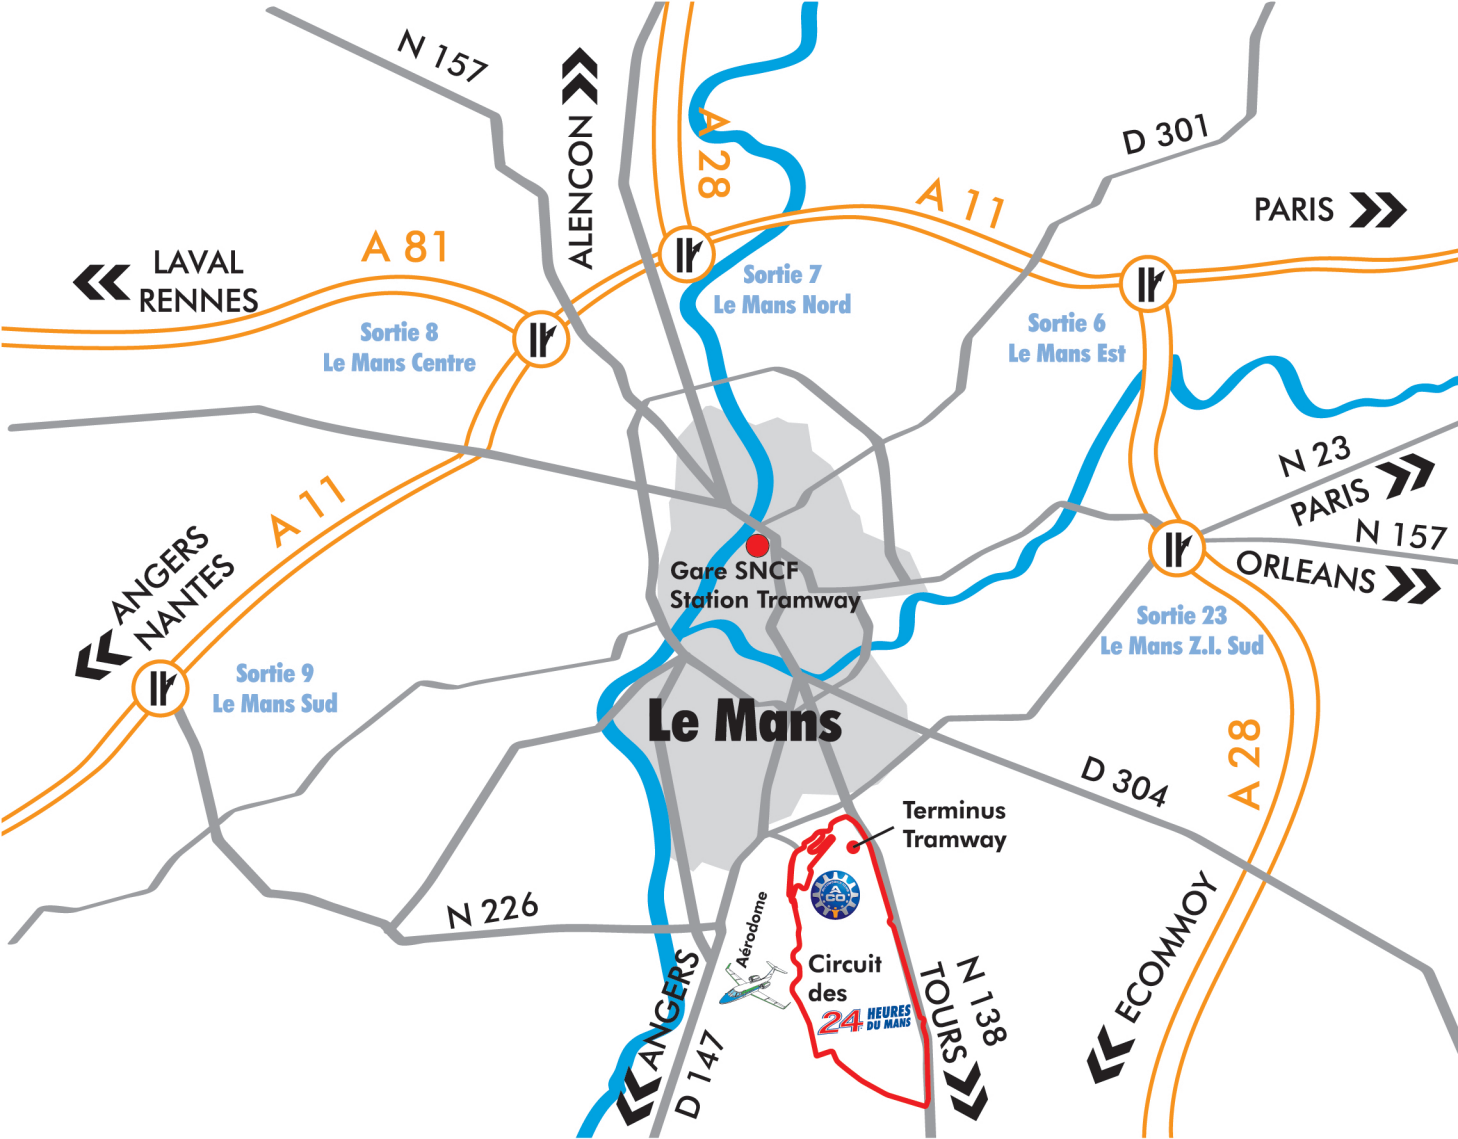 N 157
ALENCON
A 28
D 301
A 11
PARIS
A 81
LAVAL
RENNES
Sortie 7
Le Mans Nord
Sortie 8
Le Mans Centre
Sortie 6
Le Mans Est
N 23
PARIS
N 157
ORLEANS
A 11
ANGERS
NANTES
Gare SNCF
Station Tramway
Sortie 23
Le Mans Z.I. Sud
Sortie 9
Le Mans Sud
Le Mans
A 28
D 304
Terminus
Tramway
N 226
Aérodome
ACO
Circuit
des
24 HEURES
DU MANS
ECOMMOY
N 138
TOURS
ANGERS
D 147